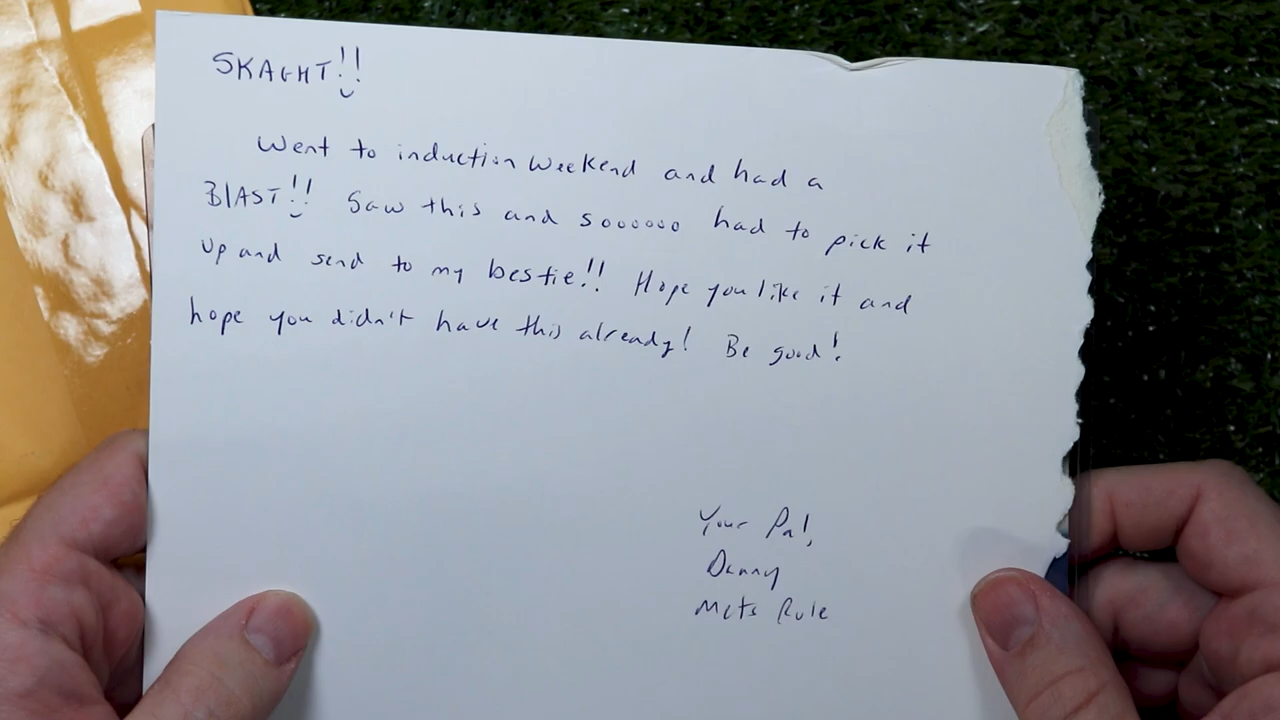 SKAGHT!!
Went to induction Weekend and had a
BlAST!! Saw this and soooooo had to pick it
up and send to my bestie!! Hope you like it and
hope you didn't have this already! Be good!
Your Pal,
Danny
Mets Rule